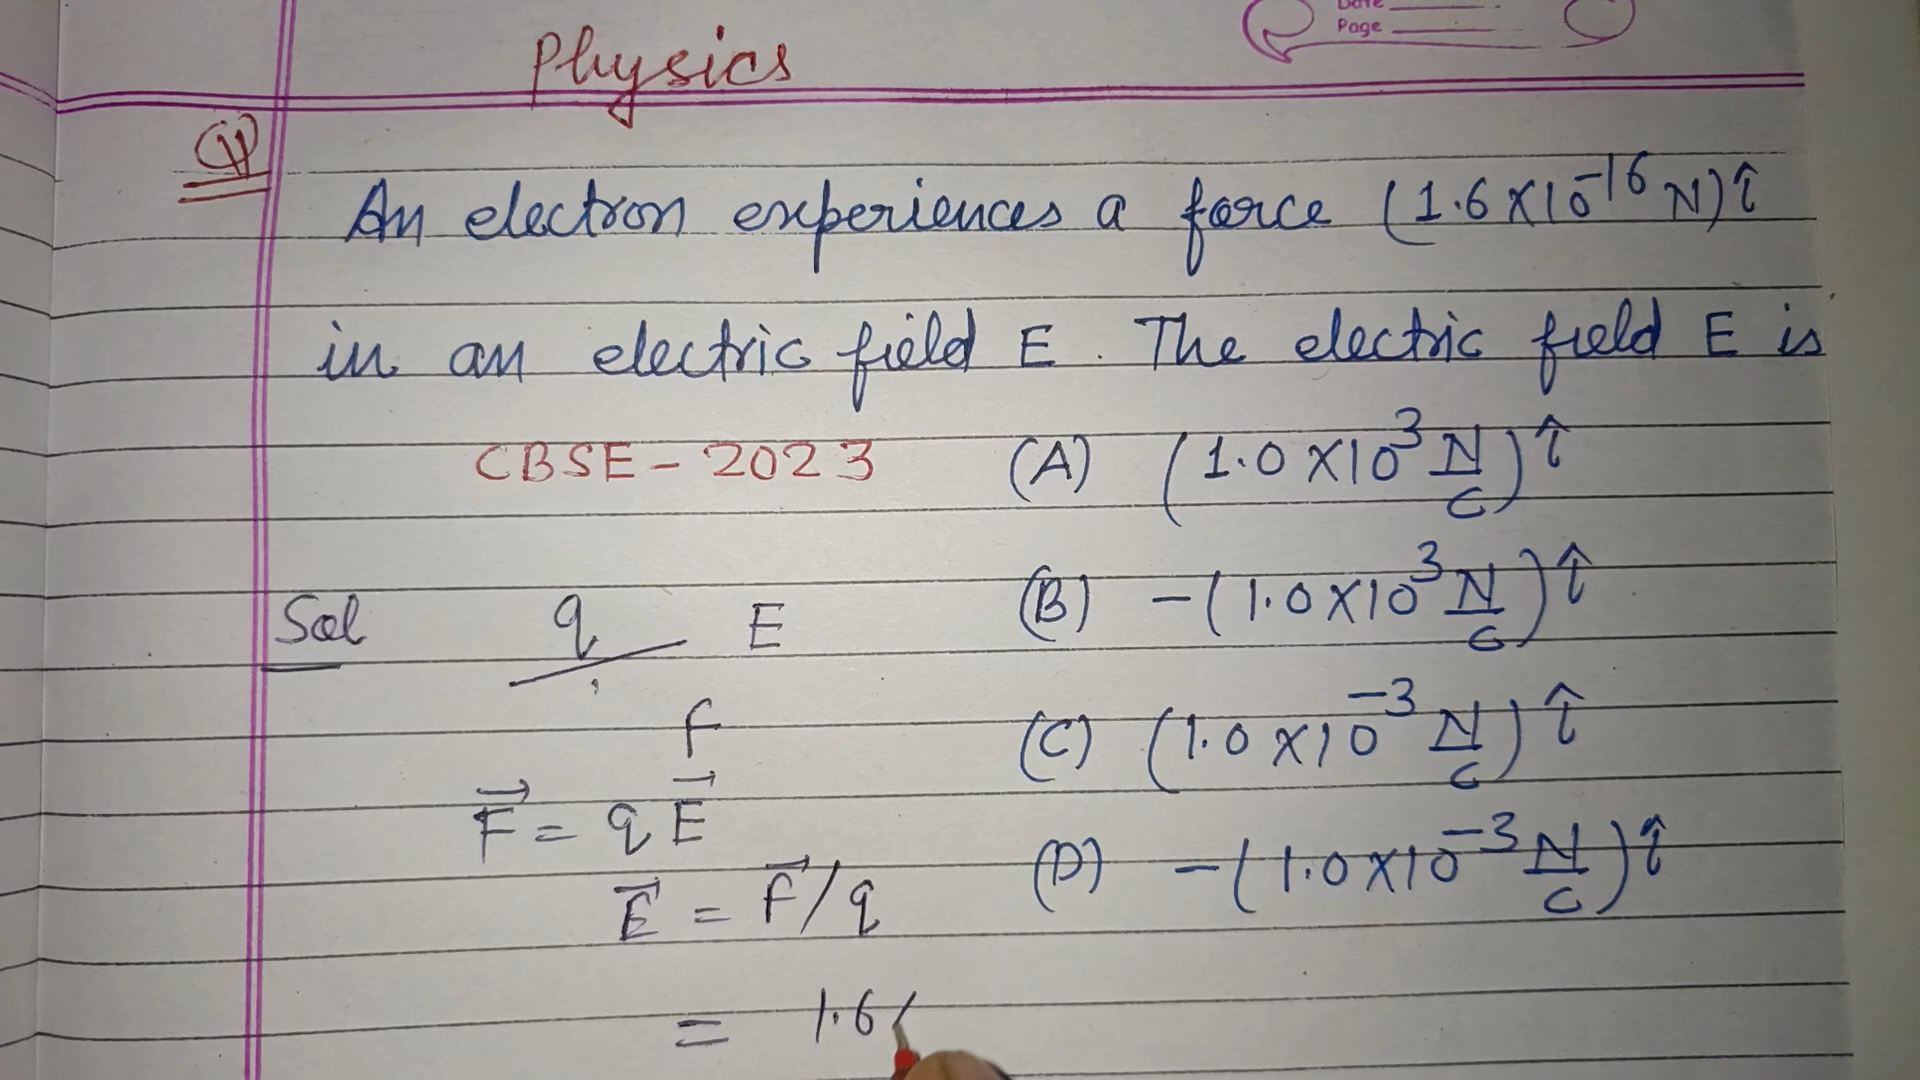 Date
Page
Physics
Q1
An electron experiences a force (1.6×10⁻¹⁶ N) î
in an electric field E. The electric field E is
CBSE - 2023
(A) (1.0×10³ N/C) î
(B) -(1.0×10³ N/C) î
(C) (1.0×10⁻³ N/C) î
(D) -(1.0×10⁻³ N/C) î
Sol
q E
F
F⃗ = qE⃗
E⃗ = F⃗/q
= 1.6